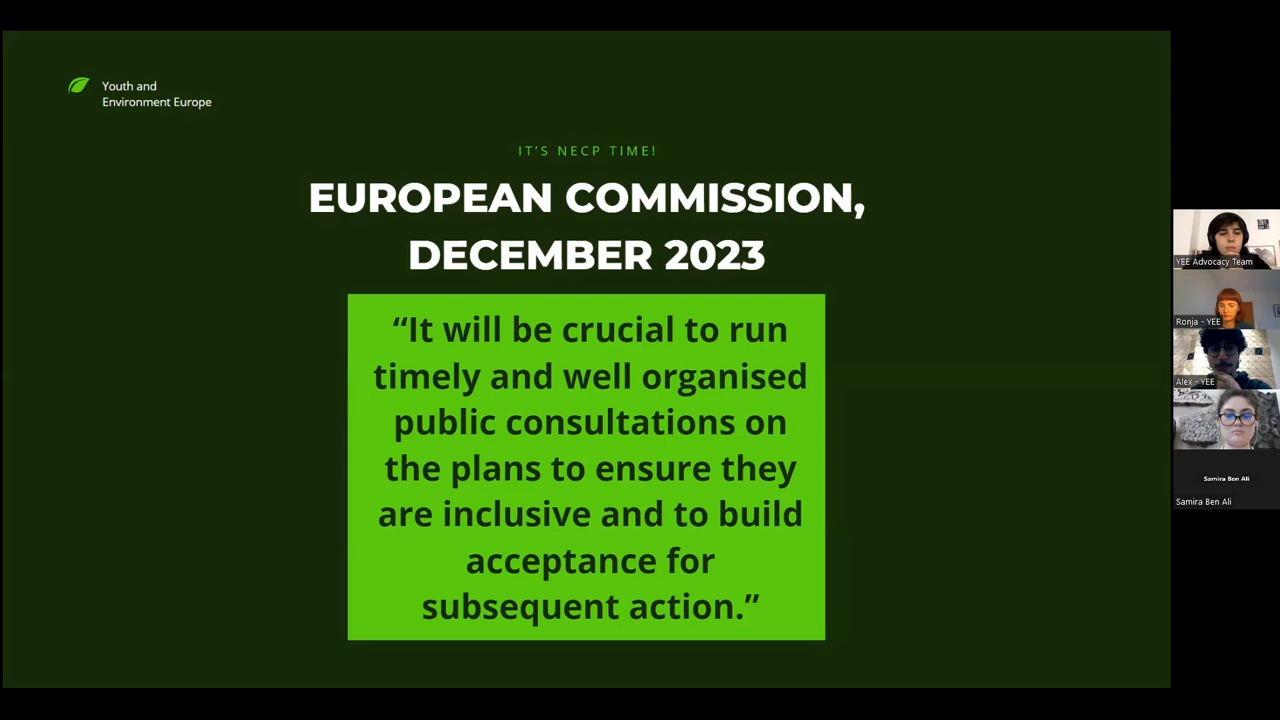 Youth and
Environment Europe
IT'S NECP TIME!
EUROPEAN COMMISSION,
DECEMBER 2023
“It will be crucial to run
timely and well organised
public consultations on
the plans to ensure they
are inclusive and to build
acceptance for
subsequent action.”
YEE Advocacy Team
Ronja - YEE
Alex - YEE
Samira Ben Ali
Samira Ben Ali